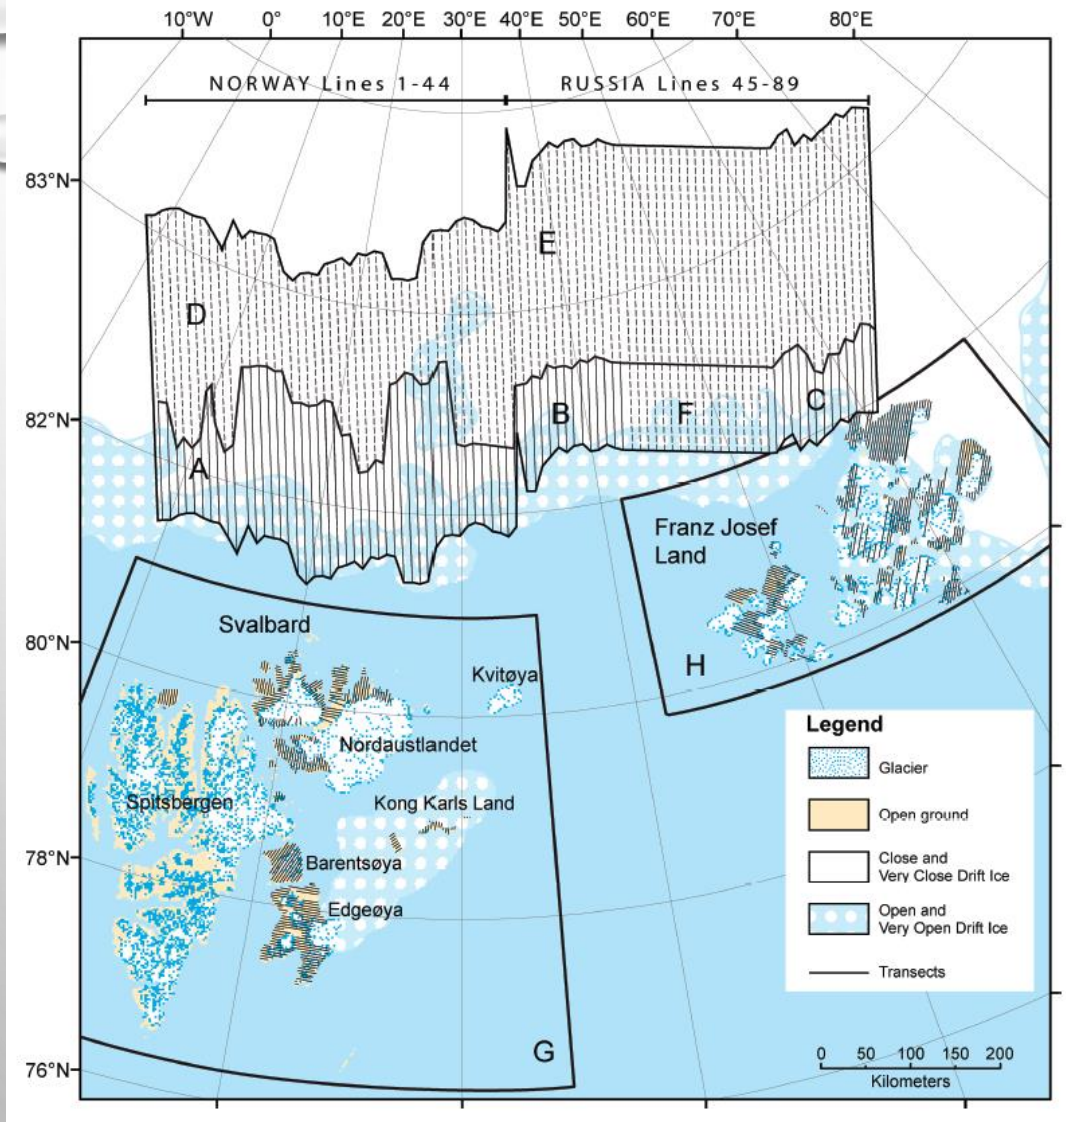 10°W 0° 10°E 20°E 30°E 40°E 50°E 60°E 70°E 80°E
NORWAY Lines 1-44 RUSSIA Lines 45-89
83°N
E
D
82°N
B F C
A
Franz Josef
Land
Svalbard
80°N
H
Kvitøya
Nordaustlandet
Spitsbergen
Kong Karls Land
78°N
Barentsøya
Edgeøya
G
76°N
Legend
Glacier
Open ground
Close and
Very Close Drift Ice
Open and
Very Open Drift Ice
Transects
0 50 100 150 200
Kilometers